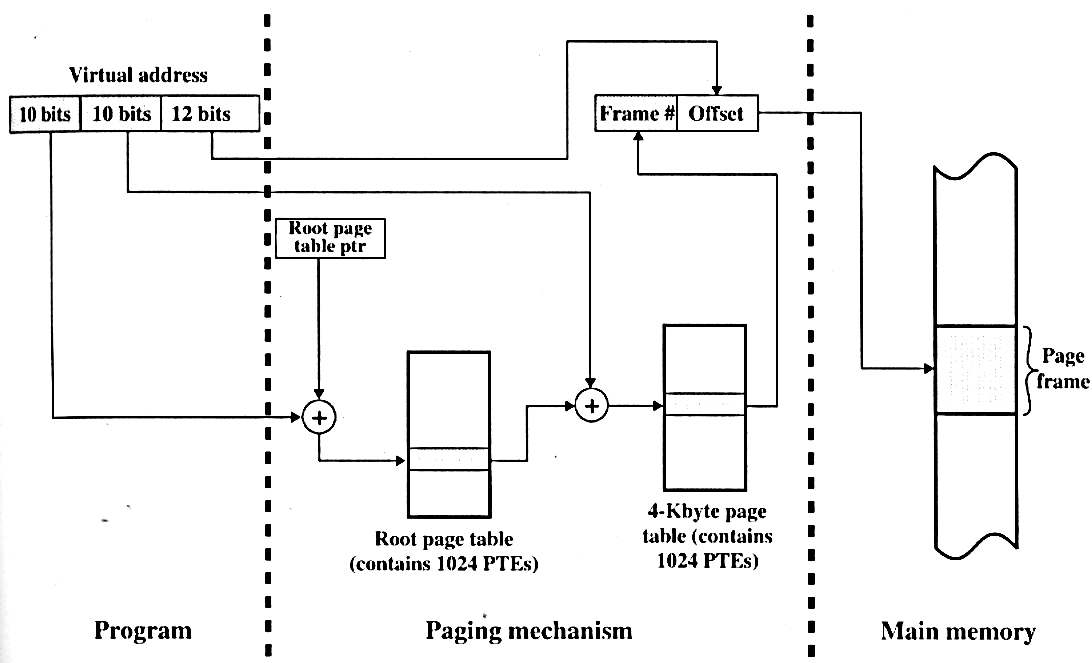 Virtual address
10 bits 10 bits 12 bits
Frame # Offset
Root page
table ptr
+
+
Page
frame
Root page table
(contains 1024 PTEs)
4-Kbyte page
table (contains
1024 PTEs)
Program
Paging mechanism
Main memory